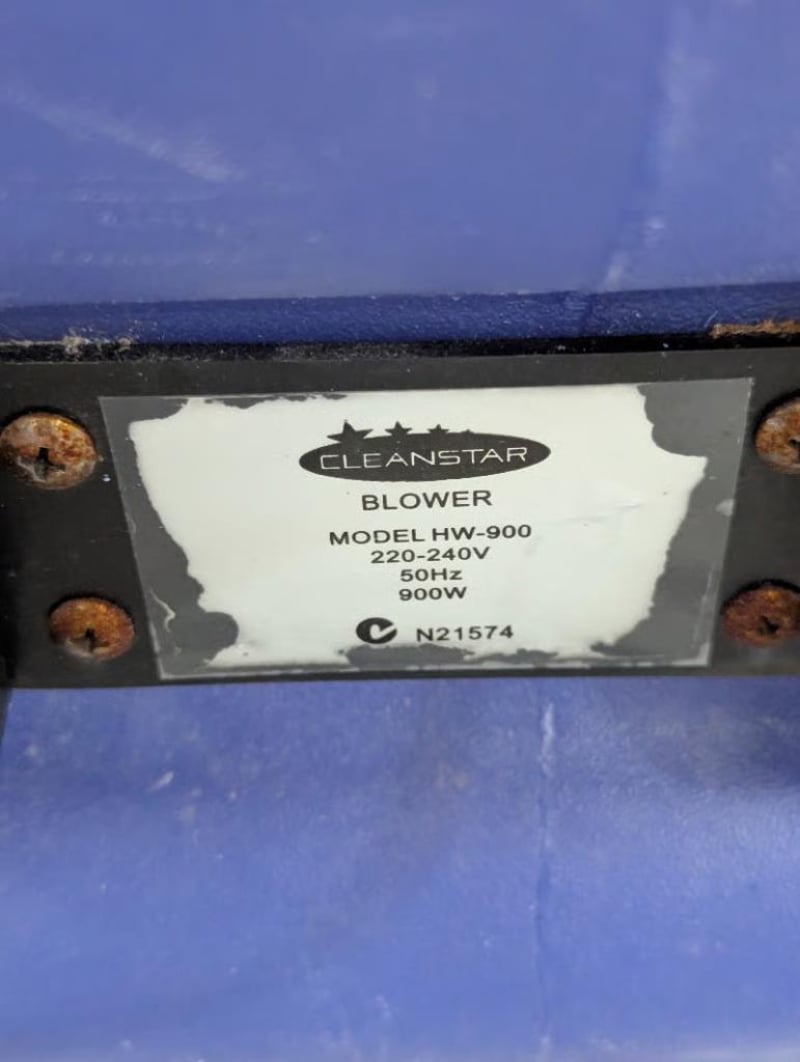 CLEANSTAR
BLOWER
MODEL HW-900
220-240V
50Hz
900W
N21574